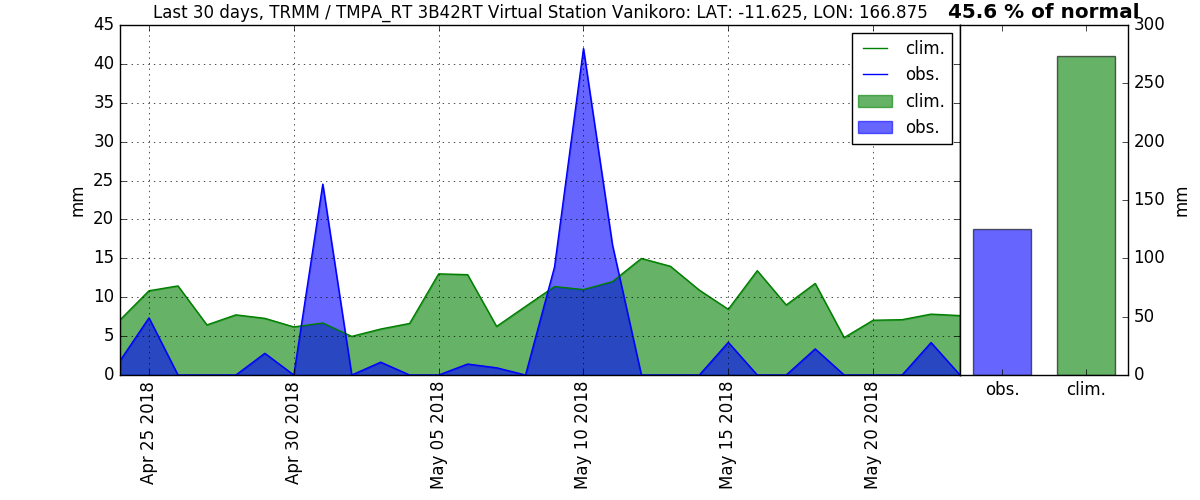 Last 30 days, TRMM / TMPA_RT 3B42RT Virtual Station Vanikoro: LAT: -11.625, LON: 166.875
45.6 % of normal
45
40
35
30
25
20
15
10
5
0
mm
clim.
obs.
clim.
obs.
Apr 25 2018
Apr 30 2018
May 05 2018
May 10 2018
May 15 2018
May 20 2018
300
250
200
150
100
50
0
mm
obs.
clim.